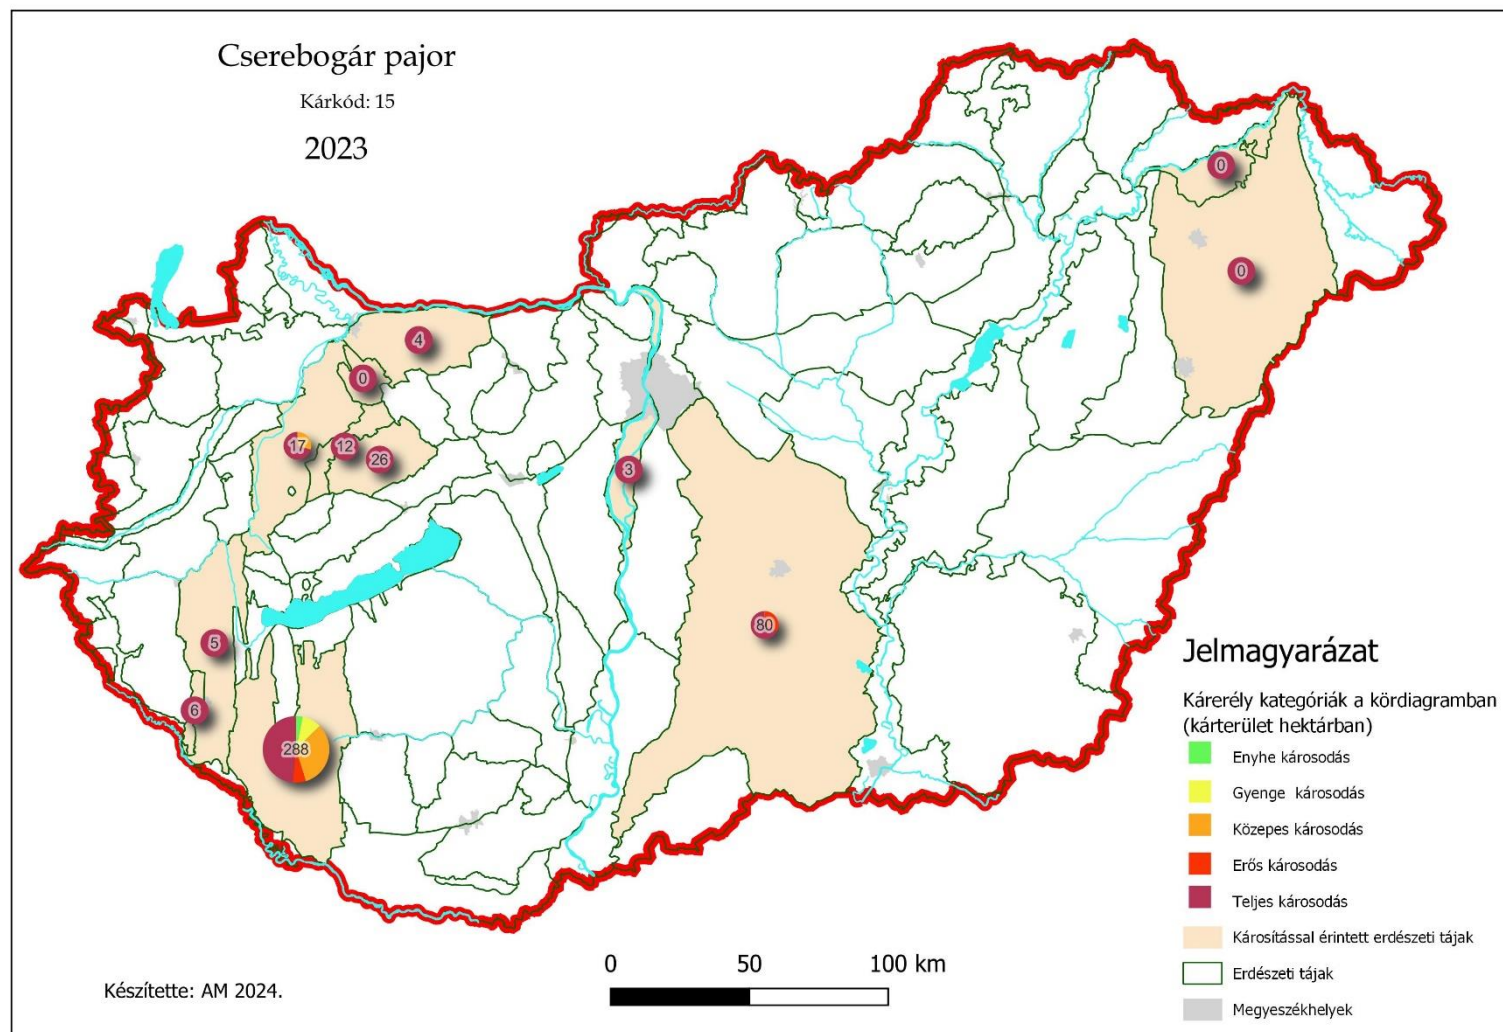 Cserebogár pajor
Kárkód: 15
2023
0
0
4
0
17
12
26
3
80
5
6
288
Jelmagyarázat
Kárerély kategóriák a kördiagramban
(kárterület hektárban)
Enyhe károsodás
Gyenge károsodás
Közepes károsodás
Erős károsodás
Teljes károsodás
Károsítással érintett erdészeti tájak
Erdészeti tájak
Megyeszékhelyek
0 50 100 km
Készítette: AM 2024.